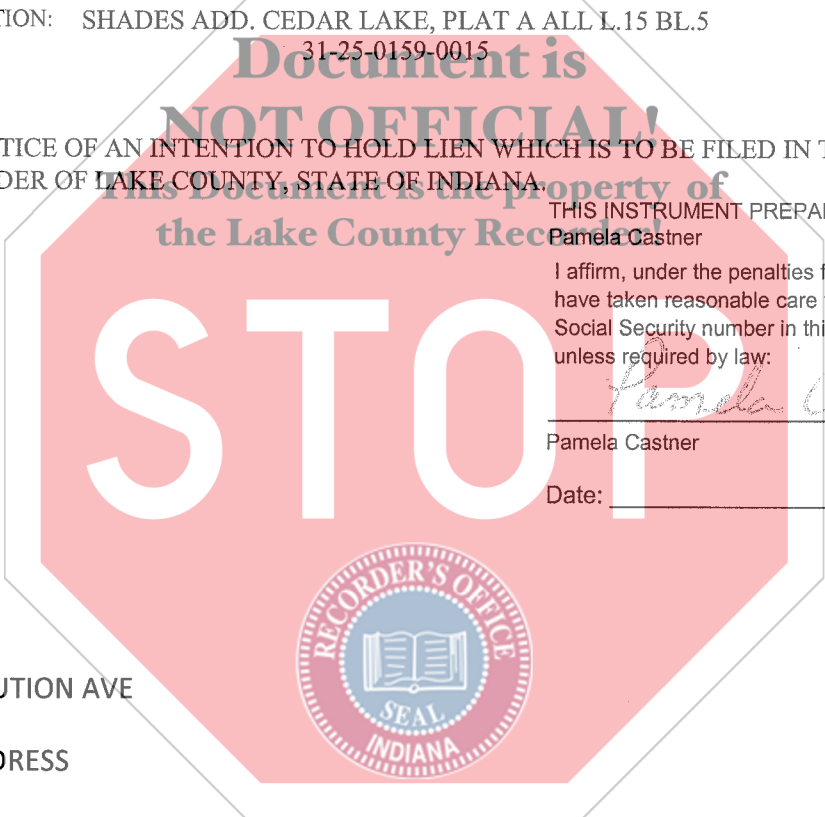 TION: SHADES ADD. CEDAR LAKE, PLAT A ALL L.15 BL.5
31-25-0159-0015
Document is
NOT OFFICIAL!
TICE OF AN INTENTION TO HOLD LIEN WHICH IS TO BE FILED IN T
DER OF LAKE COUNTY, STATE OF INDIANA.
This Document is the property of
the Lake County Recorder!
THIS INSTRUMENT PREPA
Pamela Castner
I affirm, under the penalties f
have taken reasonable care
Social Security number in thi
unless required by law:
Pamela C
Pamela Castner
Date:
STOP
RECORDER'S OFFICE
SEAL
INDIANA
UTION AVE
DRESS